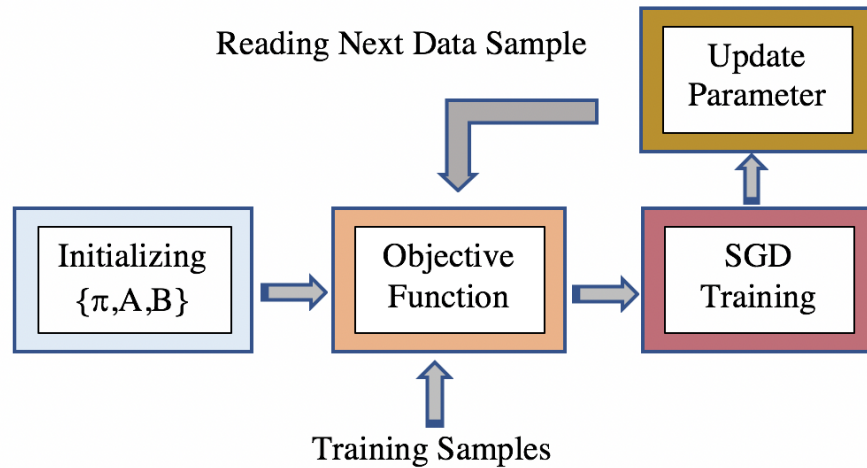 Reading Next Data Sample
Update
Parameter
Initializing
{π,A,B}
Objective
Function
SGD
Training
Training Samples